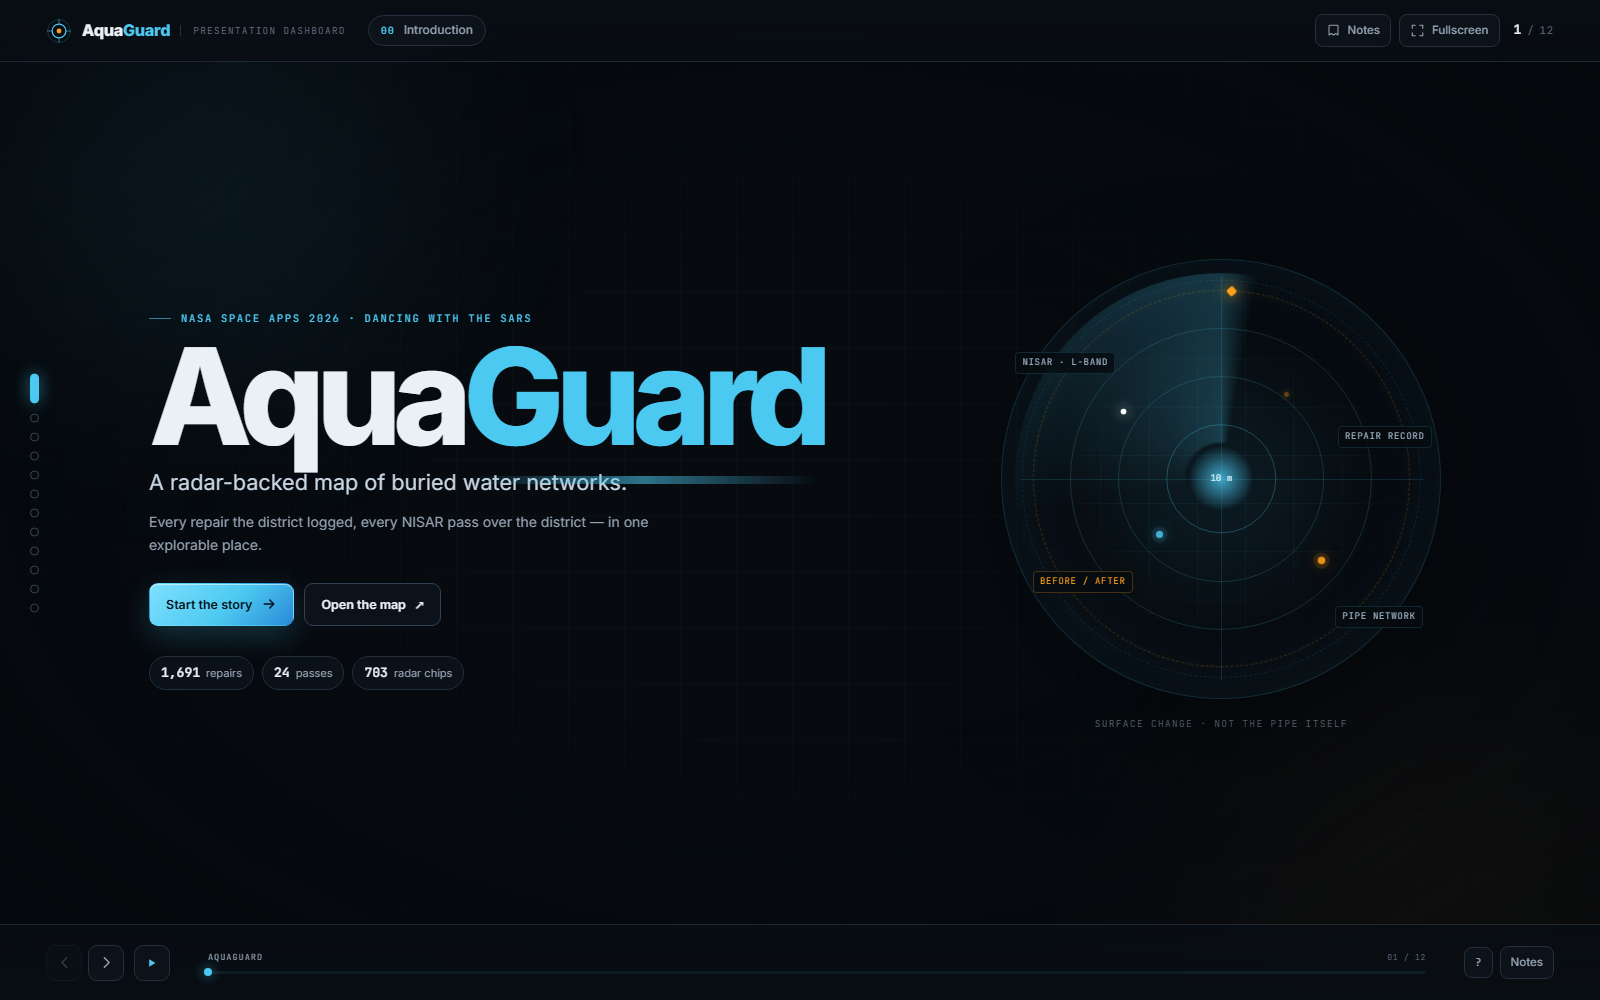 AquaGuard
PRESENTATION DASHBOARD
00 Introduction
Notes
Fullscreen
1 / 12
NASA SPACE APPS 2026 · DANCING WITH THE SARS
AquaGuard
A radar-backed map of buried water networks.
Every repair the district logged, every NISAR pass over the district — in one
explorable place.
Start the story →
Open the map ↗
1,691 repairs
24 passes
703 radar chips
NISAR · L-BAND
REPAIR RECORD
10 m
BEFORE / AFTER
PIPE NETWORK
SURFACE CHANGE · NOT THE PIPE ITSELF
AQUAGUARD
01 / 12
?
Notes